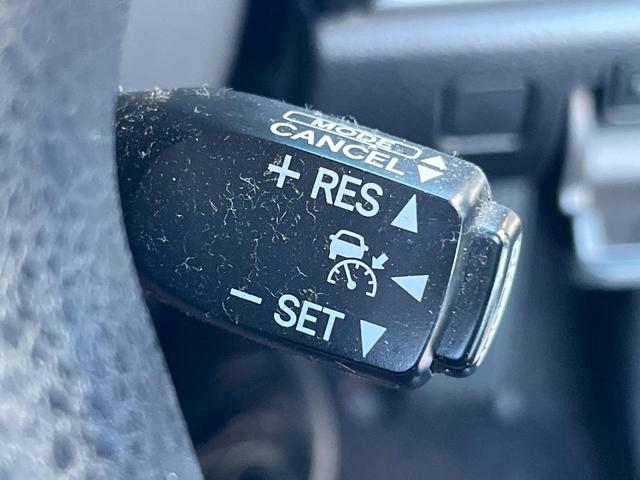 MODE
CANCEL
+ RES
− SET